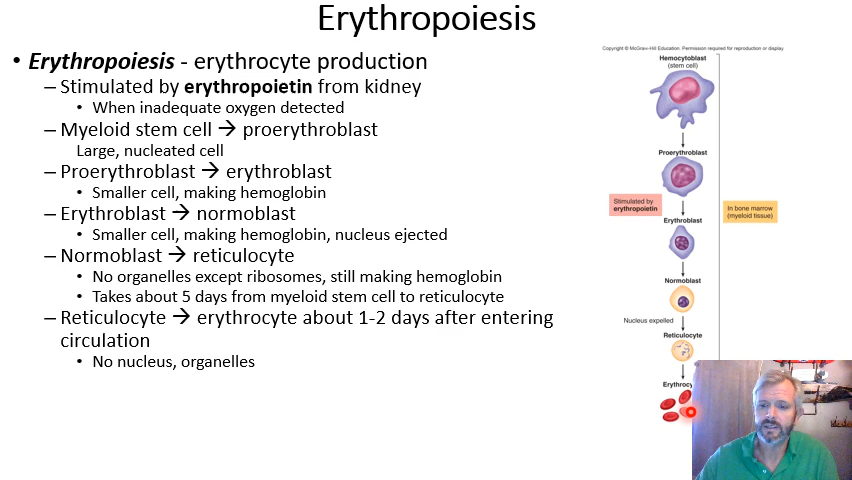 Erythropoiesis
• Erythropoiesis - erythrocyte production
– Stimulated by erythropoietin from kidney
• When inadequate oxygen detected
– Myeloid stem cell → proerythroblast
Large, nucleated cell
– Proerythroblast → erythroblast
• Smaller cell, making hemoglobin
– Erythroblast → normoblast
• Smaller cell, making hemoglobin, nucleus ejected
– Normoblast → reticulocyte
• No organelles except ribosomes, still making hemoglobin
• Takes about 5 days from myeloid stem cell to reticulocyte
– Reticulocyte → erythrocyte about 1-2 days after entering
circulation
• No nucleus, organelles
Copyright © McGraw-Hill Education. Permission required for reproduction or display.
Hemocytoblast
(stem cell)
Proerythroblast
Stimulated by
erythropoietin
In bone marrow
(myeloid tissue)
Erythroblast
Normoblast
Nucleus expelled
Reticulocyte